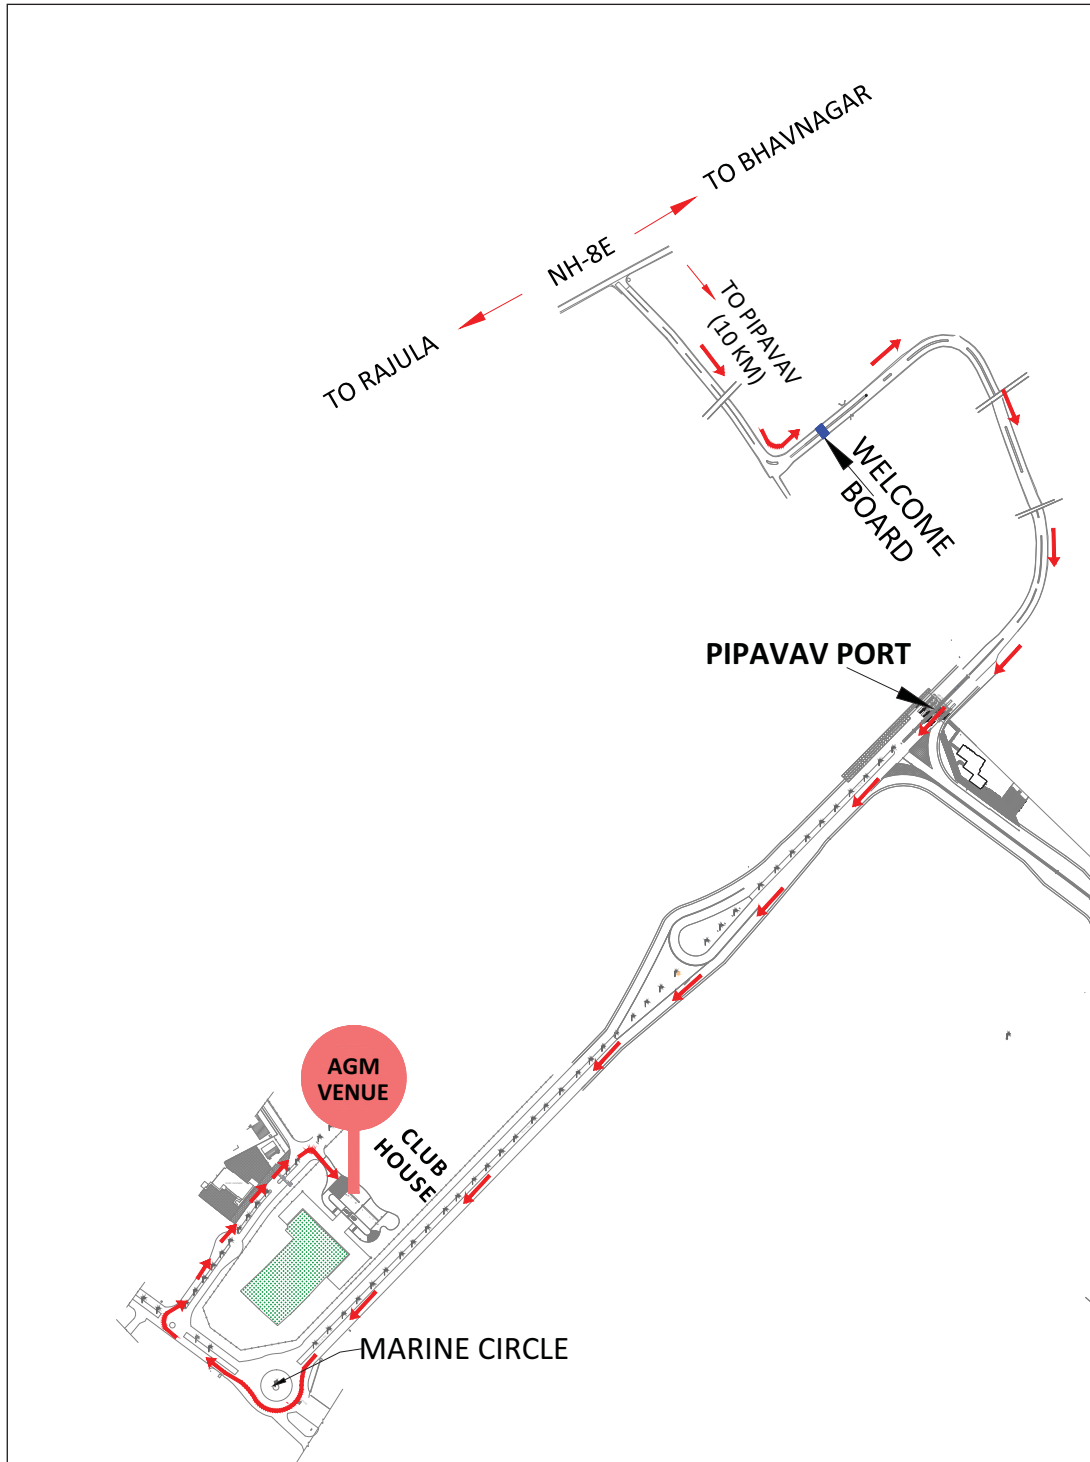 TO BHAVNAGAR
NH-8E
TO RAJULA
TO PIPAVAV
(10 KM)
WELCOME
BOARD
PIPAVAV PORT
AGM
VENUE
CLUB
HOUSE
MARINE CIRCLE